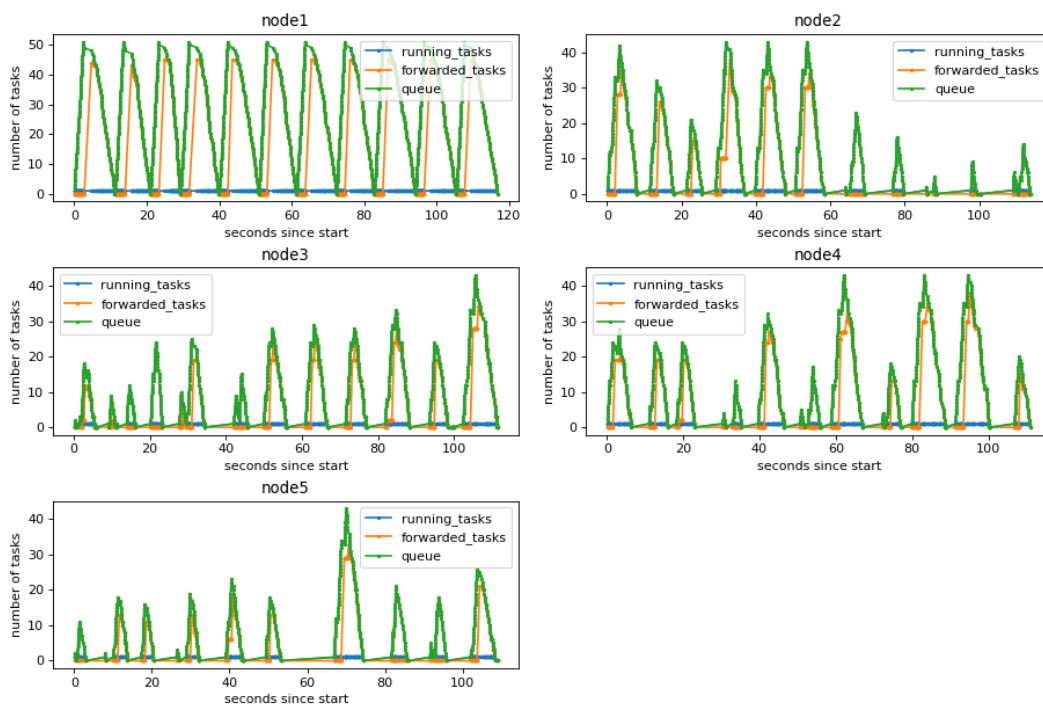 node1
number of tasks
50
40
30
20
10
0
running_tasks
forwarded_tasks
queue
0 20 40 60 80 100 120
seconds since start
node2
number of tasks
40
30
20
10
0
running_tasks
forwarded_tasks
queue
0 20 40 60 80 100
seconds since start
node3
number of tasks
40
30
20
10
0
running_tasks
forwarded_tasks
queue
0 20 40 60 80 100
seconds since start
node4
number of tasks
40
30
20
10
0
running_tasks
forwarded_tasks
queue
0 20 40 60 80 100
seconds since start
node5
number of tasks
40
30
20
10
0
running_tasks
forwarded_tasks
queue
0 20 40 60 80 100
seconds since start